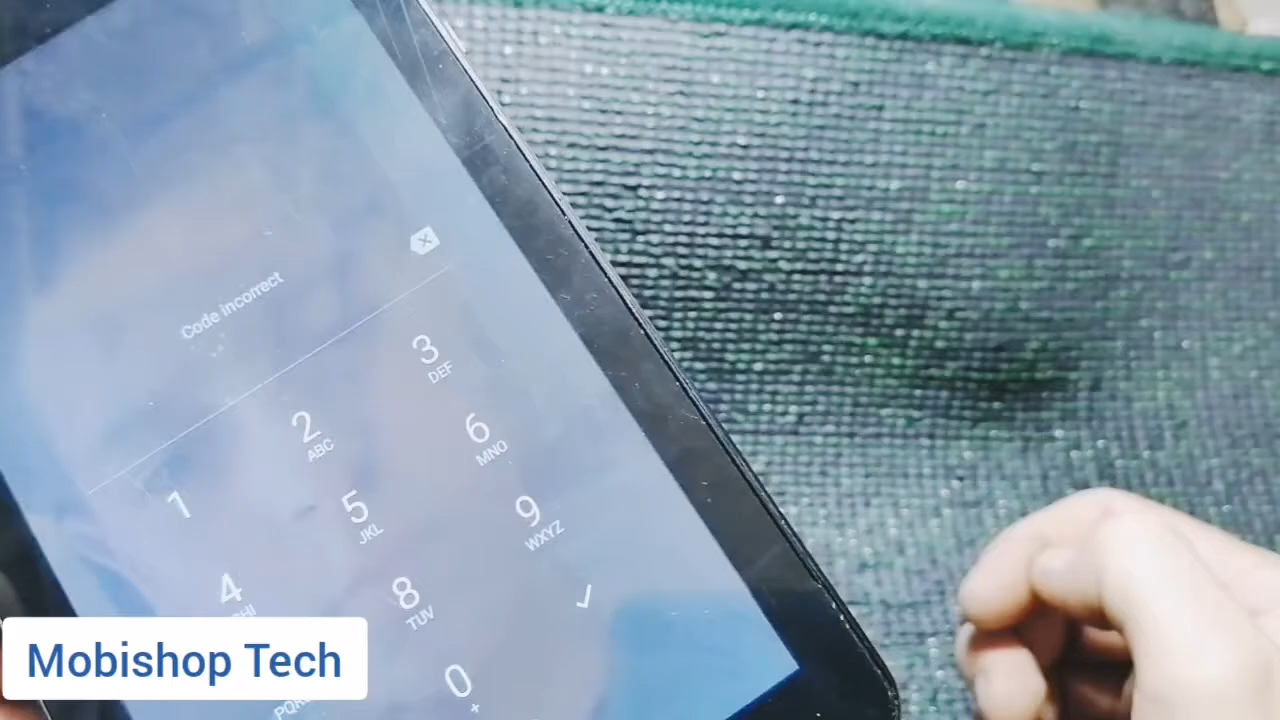 Code incorrect
1
2 ABC
3 DEF
4 GHI
5 JKL
6 MNO
8 TUV
9 WXYZ
0 +
Mobishop Tech